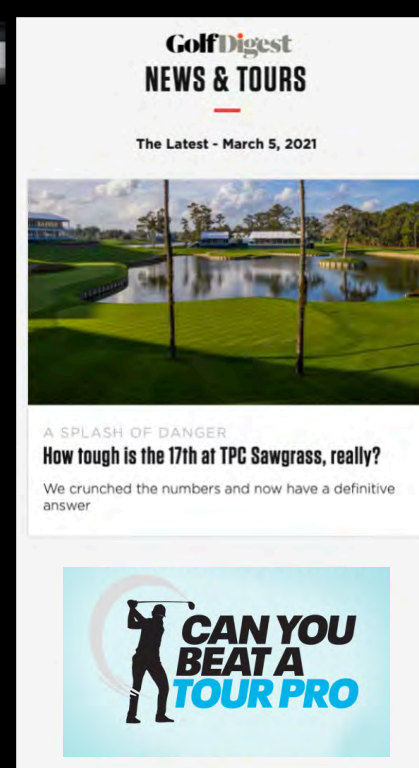 GolfDigest
NEWS & TOURS
The Latest - March 5, 2021
A SPLASH OF DANGER
How tough is the 17th at TPC Sawgrass, really?
We crunched the numbers and now have a definitive
answer
CAN YOU
BEAT A
TOUR PRO